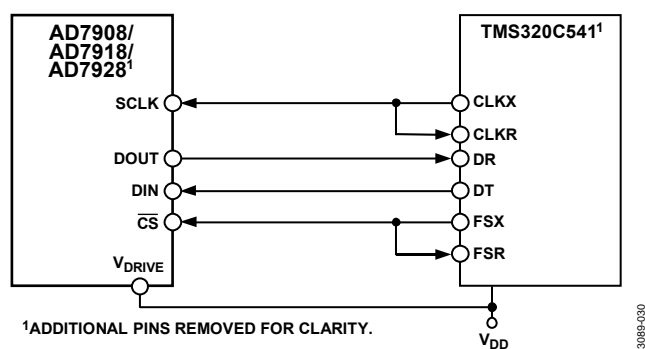 AD7908/
AD7918/
AD7928¹
TMS320C541¹
SCLK
CLKX
CLKR
DOUT
DR
DIN
DT
CS
FSX
FSR
VDRIVE
¹ADDITIONAL PINS REMOVED FOR CLARITY.
VDD
3089-030